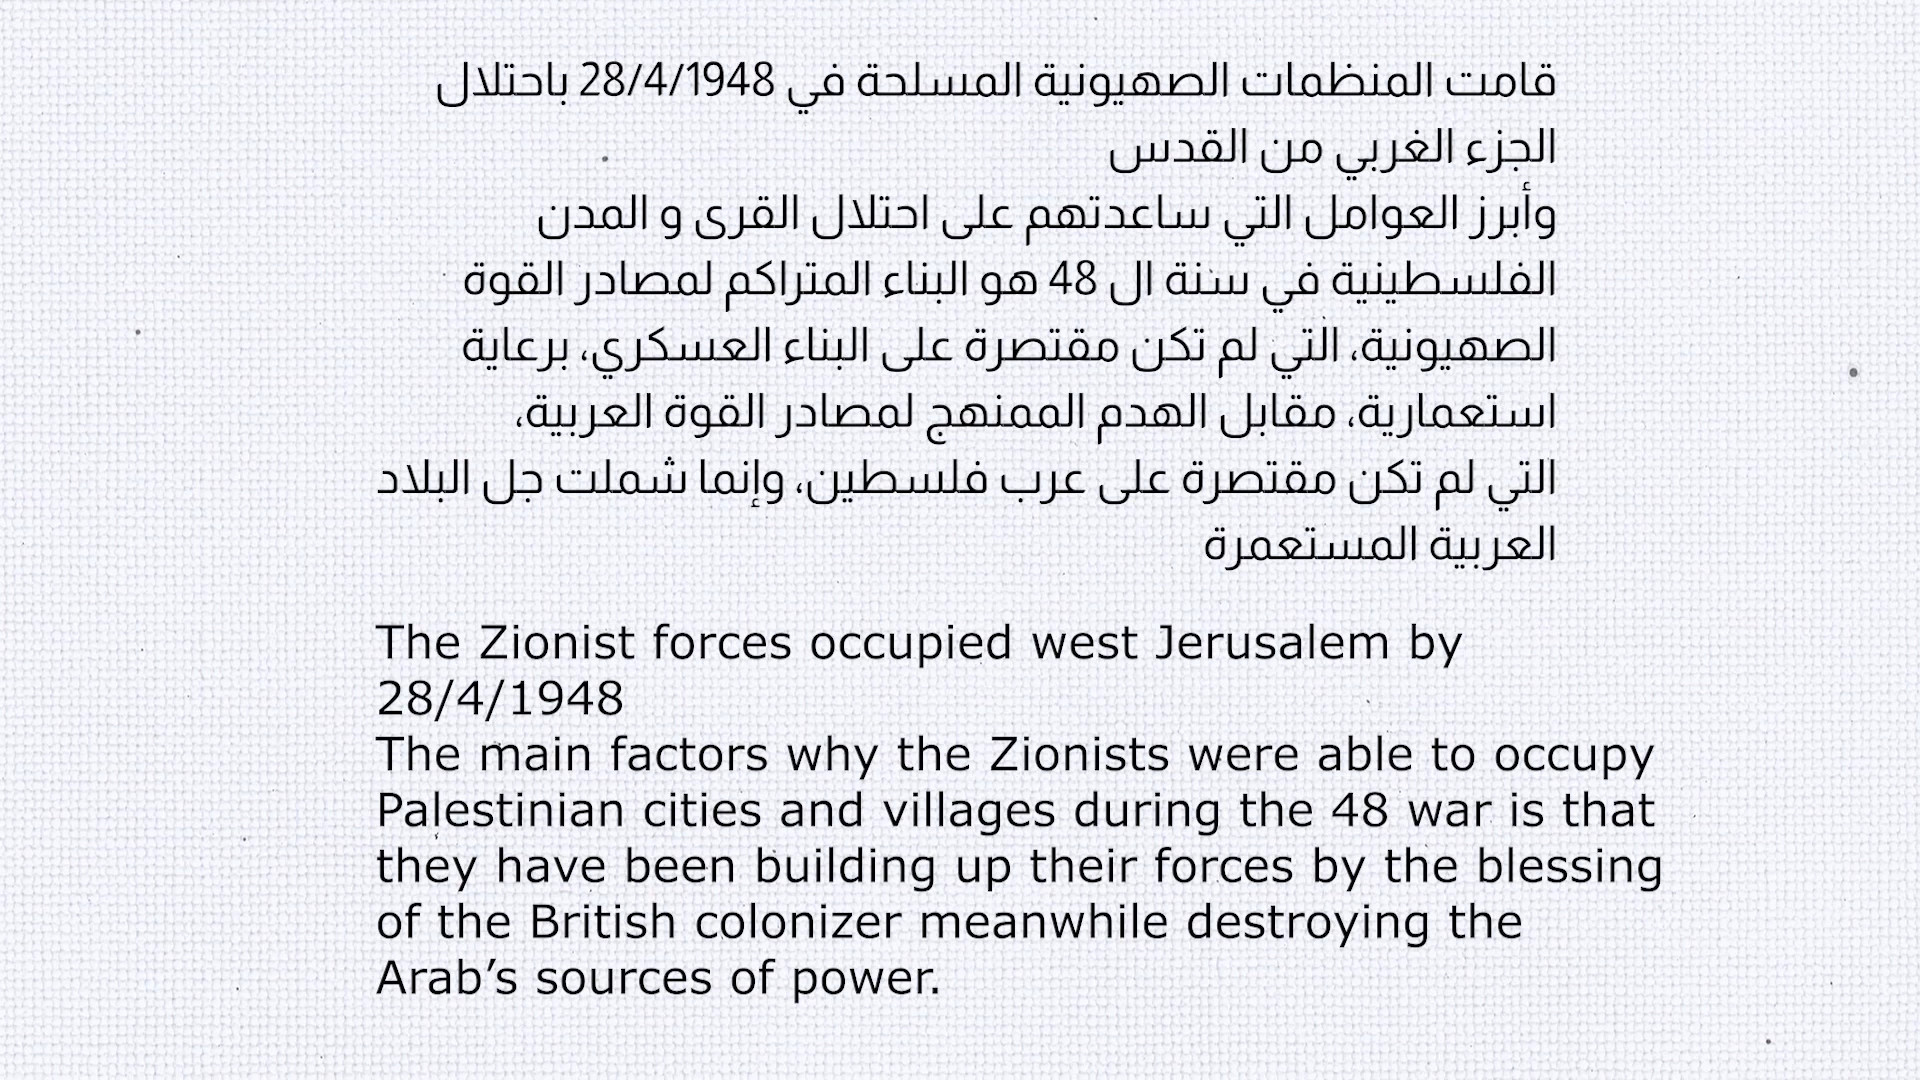 قامت المنظمات الصهيونية المسلحة في 28/4/1948 باحتلال
الجزء الغربي من القدس
وأبرز العوامل التي ساعدتهم على احتلال القرى و المدن
الفلسطينية في سنة ال 48 هو البناء المتراكم لمصادر القوة
الصهيونية، التي لم تكن مقتصرة على البناء العسكري، برعاية
استعمارية، مقابل الهدم الممنهج لمصادر القوة العربية،
التي لم تكن مقتصرة على عرب فلسطين، وإنما شملت جل البلاد
العربية المستعمرة
The Zionist forces occupied west Jerusalem by
28/4/1948
The main factors why the Zionists were able to occupy
Palestinian cities and villages during the 48 war is that
they have been building up their forces by the blessing
of the British colonizer meanwhile destroying the
Arab’s sources of power.